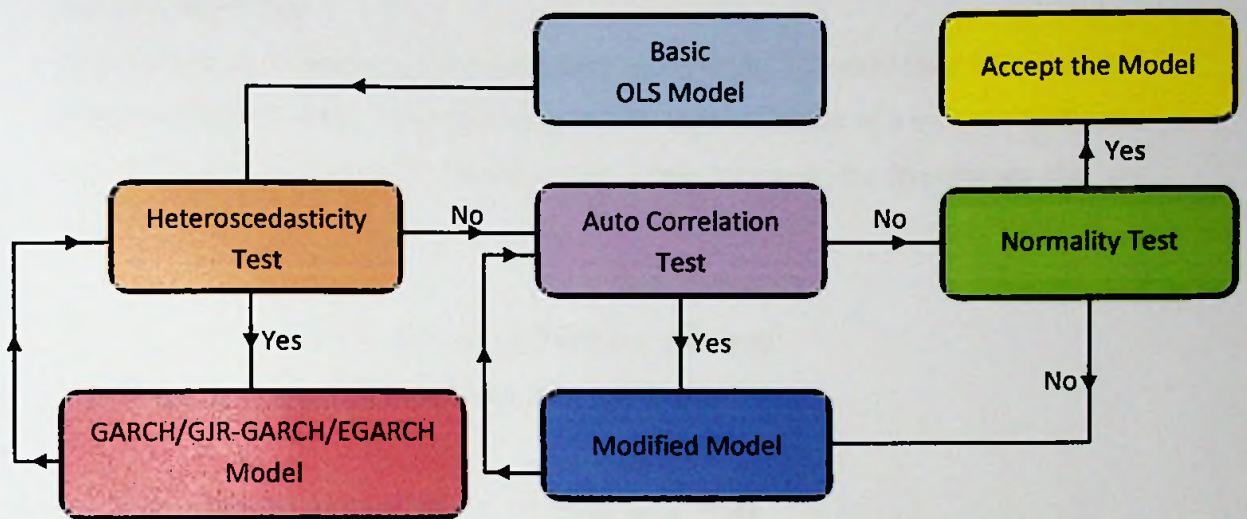 Basic
OLS Model
Accept the Model
Yes
Heteroscedasticity
Test
No
Auto Correlation
Test
No
Normality Test
Yes
Yes
No
GARCH/GJR-GARCH/EGARCH
Model
Modified Model